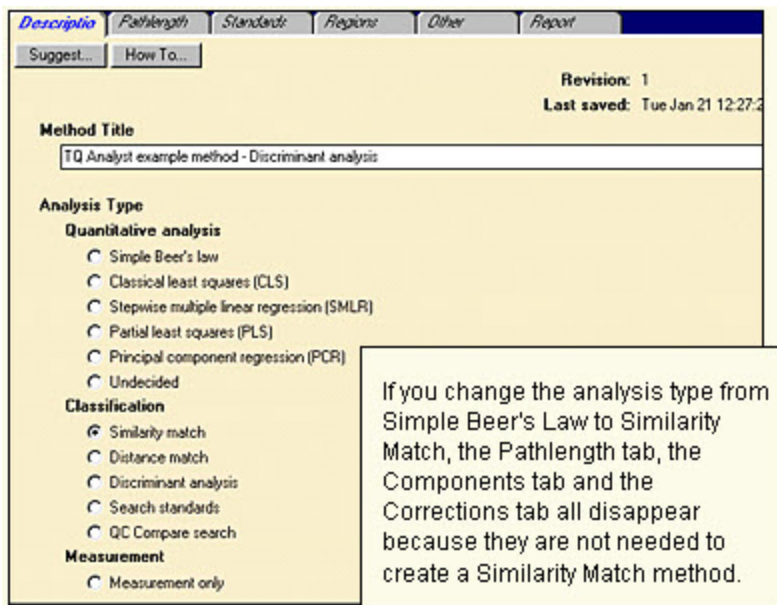 Descriptio Pathlength Standards Regions Other Report
Suggest... How To...
Revision: 1
Last saved: Tue Jan 21 12:27:2
Method Title
TQ Analyst example method - Discriminant analysis
Analysis Type
Quantitative analysis
Simple Beer's law
Classical least squares (CLS)
Stepwise multiple linear regression (SMLR)
Partial least squares (PLS)
Principal component regression (PCR)
Undecided
Classification
Similarity match
Distance match
Discriminant analysis
Search standards
QC Compare search
Measurement
Measurement only
If you change the analysis type from
Simple Beer's Law to Similarity
Match, the Pathlength tab, the
Components tab and the
Corrections tab all disappear
because they are not needed to
create a Similarity Match method.